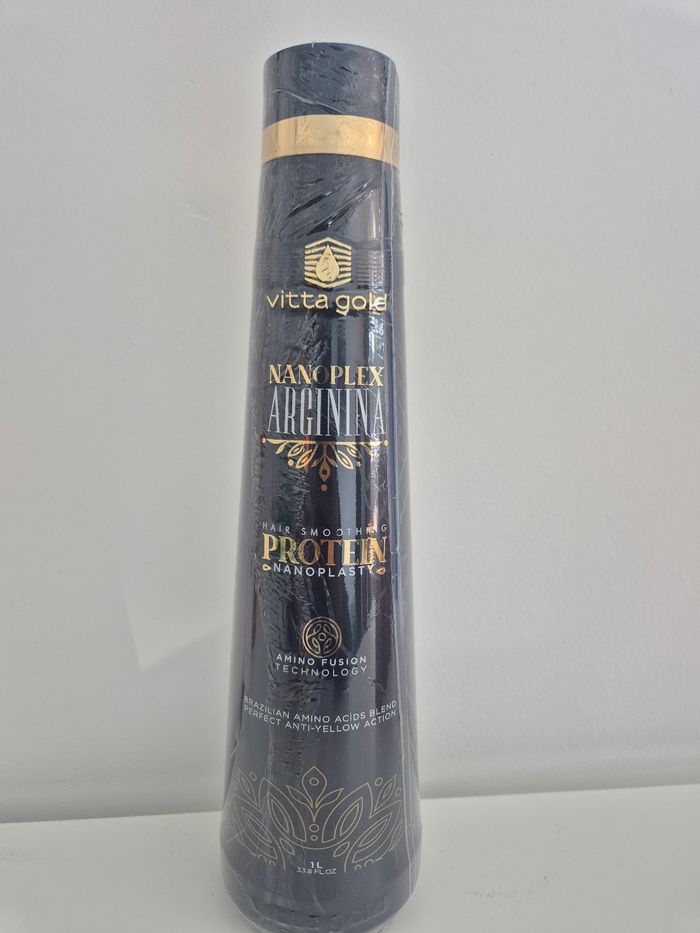 vitta gold
NANOPLEX
ARGININA
HAIR SMOOTHING
PROTEIN
NANOPLASTY
AMINO FUSION
TECHNOLOGY
BRAZILIAN AMINO ACIDS BLEND
PERFECT ANTI-YELLOW ACTION
1 L
33.8 FL.OZ.